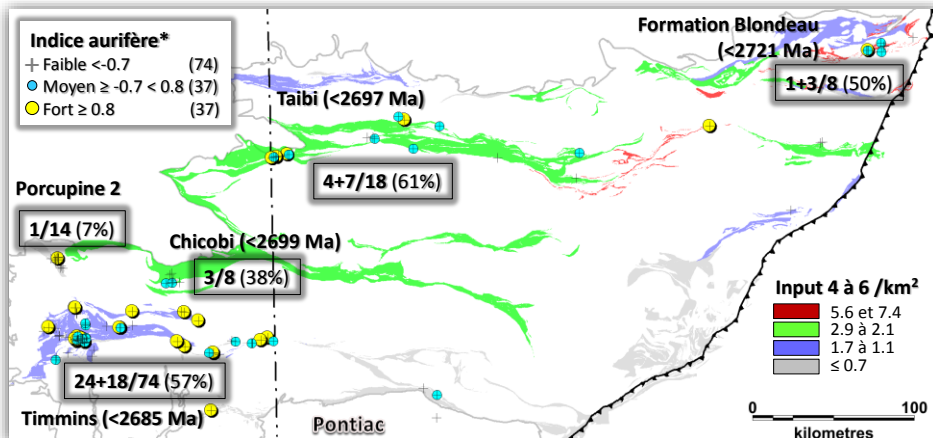 Indice aurifère*
Faible <-0.7 (74)
Moyen ≥ -0.7 < 0.8 (37)
Fort ≥ 0.8 (37)
Formation Blondeau
(<2721 Ma)
1+3/8 (50%)
Taibi (<2697 Ma)
4+7/18 (61%)
Porcupine 2
1/14 (7%)
Chicobi (<2699 Ma)
3/8 (38%)
24+18/74 (57%)
Timmins (<2685 Ma)
Pontiac
Input 4 à 6 /km²
5.6 et 7.4
2.9 à 2.1
1.7 à 1.1
≤ 0.7
0 100
kilometres